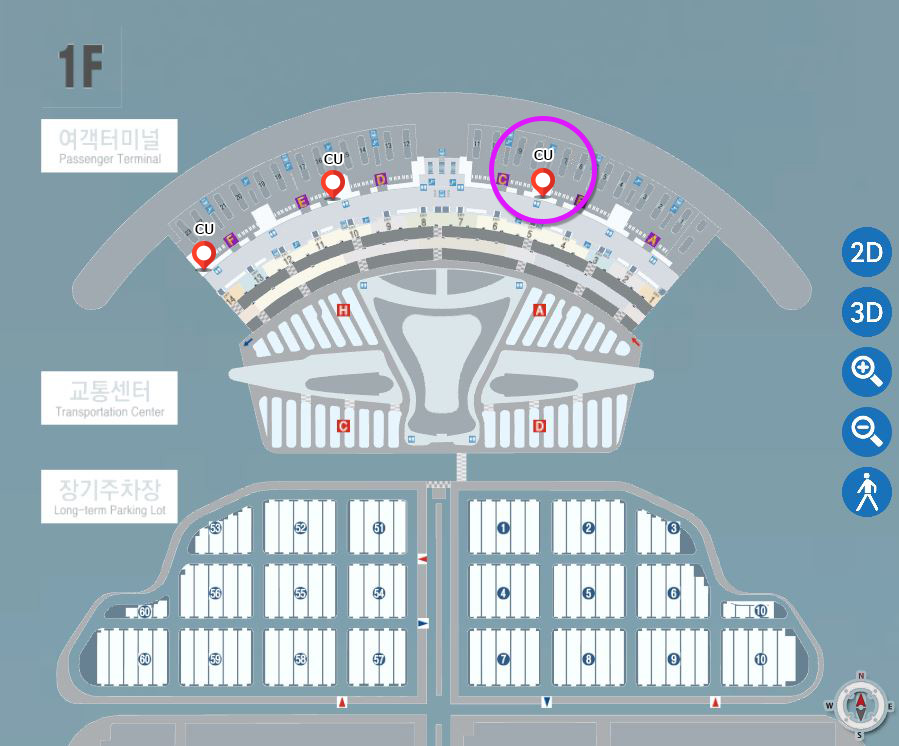 1F
여객터미널
Passenger Terminal
CU
CU
CU
C
D
E
F
A
14
13
12
11
10
9
8
7
6
5
4
3
2
1
H
A
2D
3D
교통센터
Transportation Center
C
D
장기주차장
Long-term Parking Lot
53
52
51
1
2
3
56
55
54
4
5
6
60
10
60
59
58
57
7
8
9
10
N
W
E
S